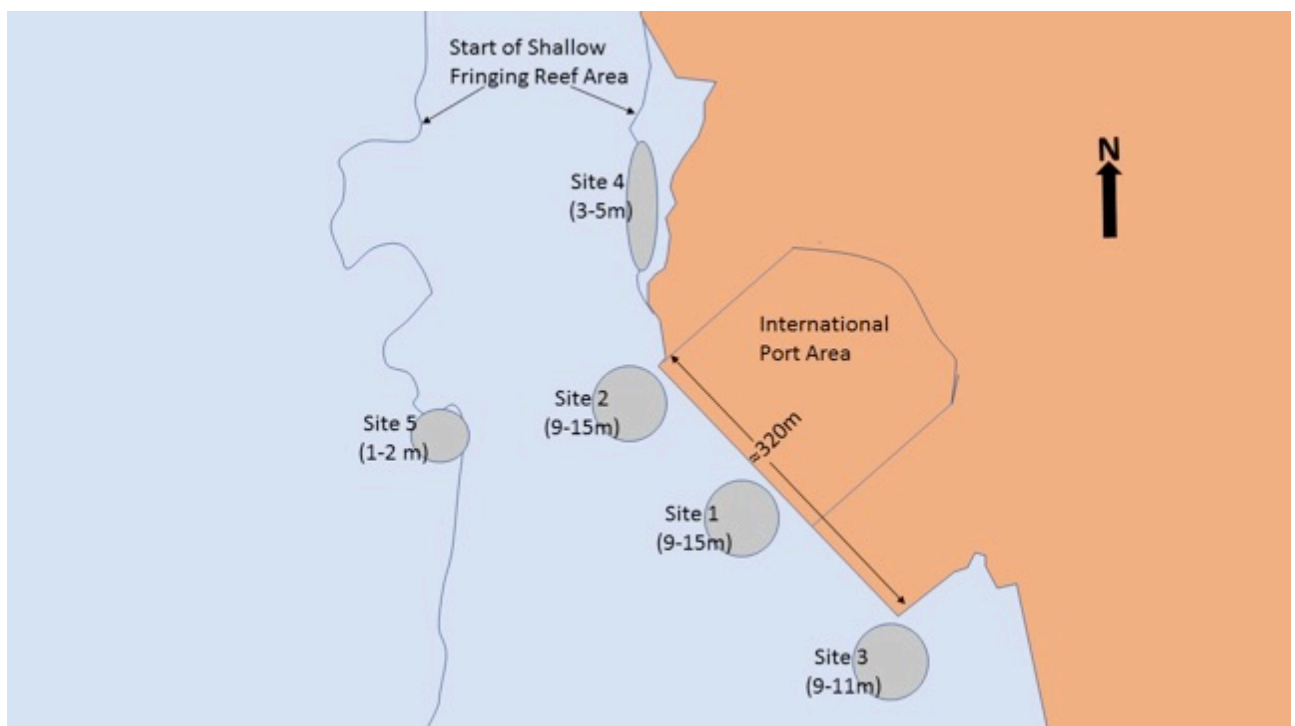 Start of Shallow
Fringing Reef Area
N
Site 4
(3-5m)
International
Port Area
Site 2
(9-15m)
≈320m
Site 5
(1-2 m)
Site 1
(9-15m)
Site 3
(9-11m)